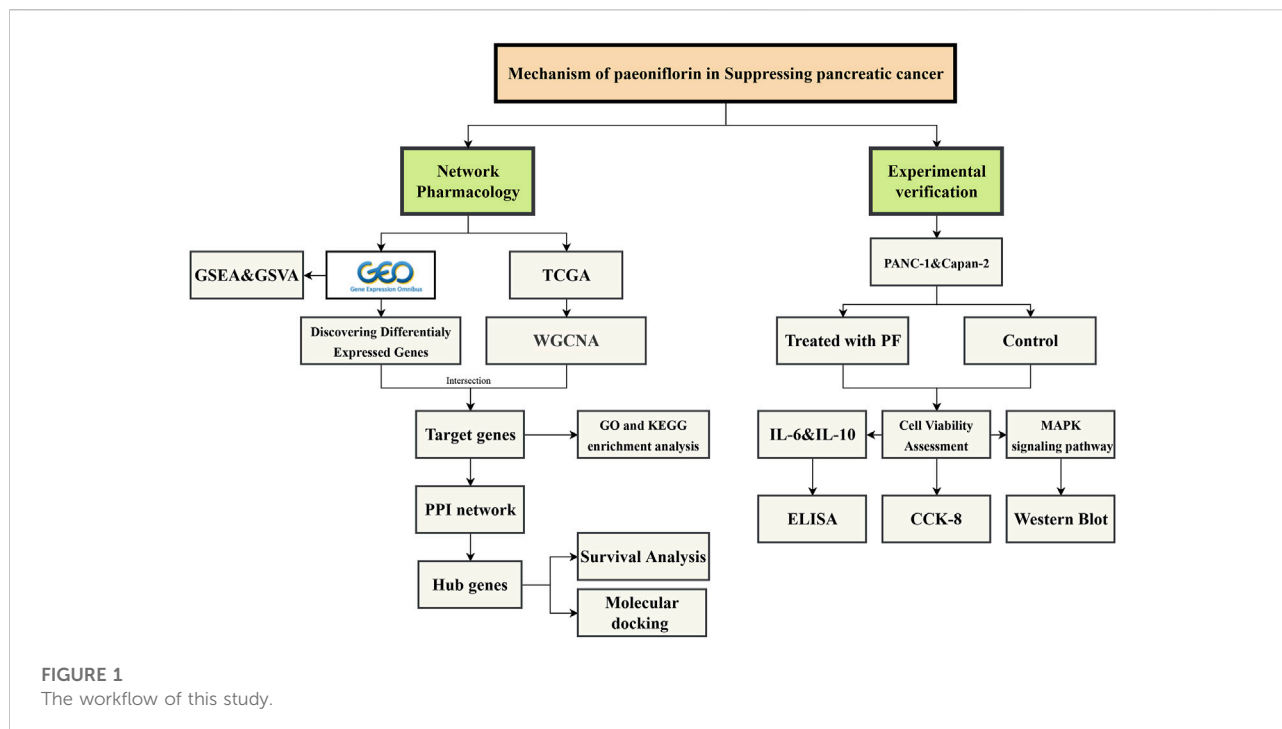 Mechanism of paeoniflorin in Suppressing pancreatic cancer
Network
Pharmacology
Experimental
verification
GSEA&GSVA
GEO
Gene Expression Omnibus
TCGA
PANC-1&Capan-2
Discovering Differentialy
Expressed Genes
WGCNA
Treated with PF
Control
Intersection
Target genes
GO and KEGG
enrichment analysis
IL-6&IL-10
Cell Viability
Assessment
MAPK
signaling pathway
PPI network
ELISA
CCK-8
Western Blot
Hub genes
Survival Analysis
Molecular
docking
FIGURE 1
The workflow of this study.